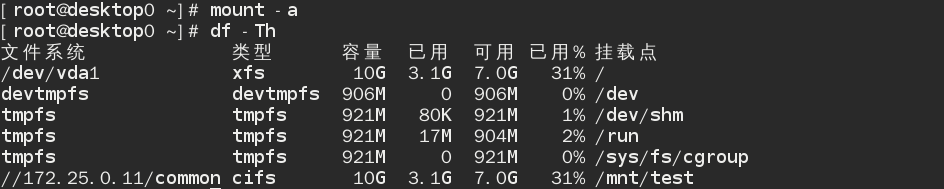 [root@desktop0 ~]# mount -a
[root@desktop0 ~]# df -Th
文件系统 类型 容量 已用 可用 已用% 挂载点
/dev/vda1 xfs 10G 3.1G 7.0G 31% /
devtmpfs devtmpfs 906M 0 906M 0% /dev
tmpfs tmpfs 921M 80K 921M 1% /dev/shm
tmpfs tmpfs 921M 17M 904M 2% /run
tmpfs tmpfs 921M 0 921M 0% /sys/fs/cgroup
//172.25.0.11/common cifs 10G 3.1G 7.0G 31% /mnt/test